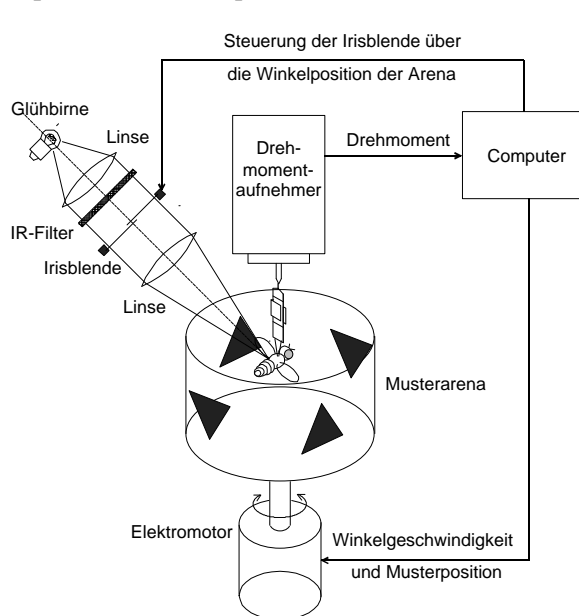 Steuerung der Irisblende über
die Winkelposition der Arena
Glühbirne
Linse
Dreh-
moment-
aufnehmer
Drehmoment
Computer
IR-Filter
Irisblende
Linse
Musterarena
Elektromotor
Winkelgeschwindigkeit
und Musterposition